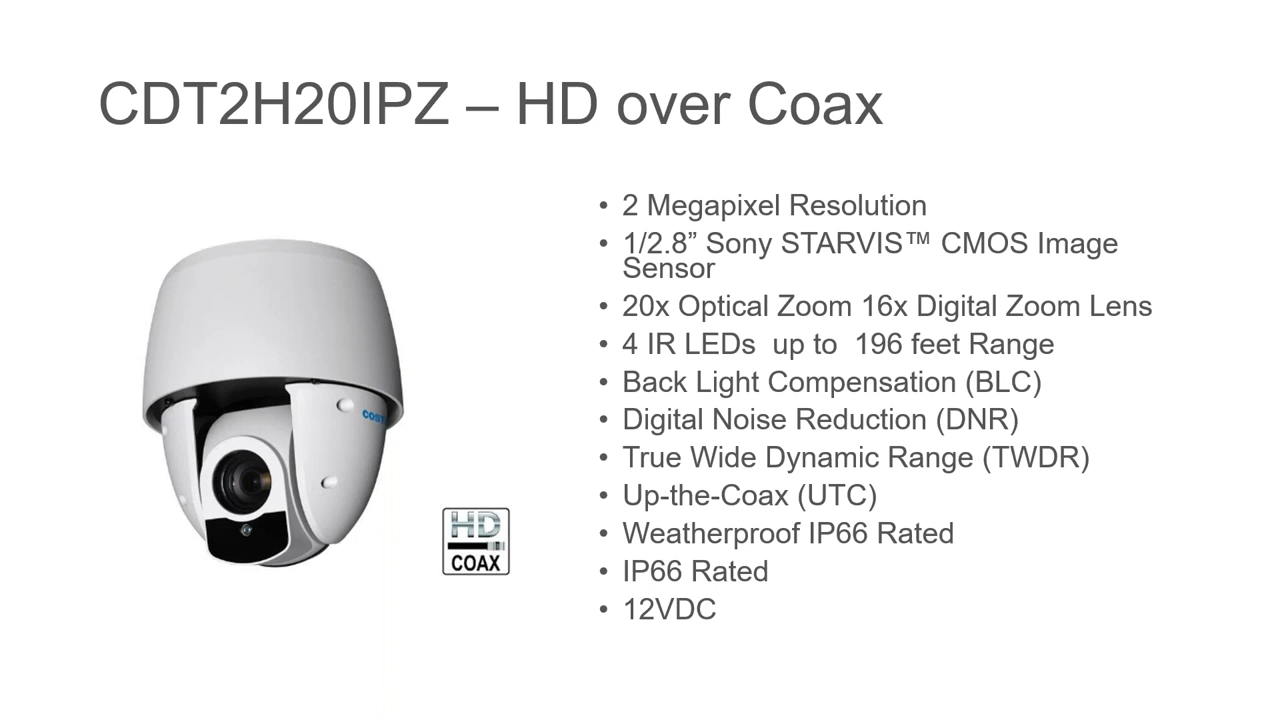 CDT2H20IPZ – HD over Coax
• 2 Megapixel Resolution
• 1/2.8” Sony STARVIS™ CMOS Image
Sensor
• 20x Optical Zoom 16x Digital Zoom Lens
• 4 IR LEDs  up to  196 feet Range
• Back Light Compensation (BLC)
• Digital Noise Reduction (DNR)
• True Wide Dynamic Range (TWDR)
• Up-the-Coax (UTC)
• Weatherproof IP66 Rated
• IP66 Rated
• 12VDC
COST
HD
COAX